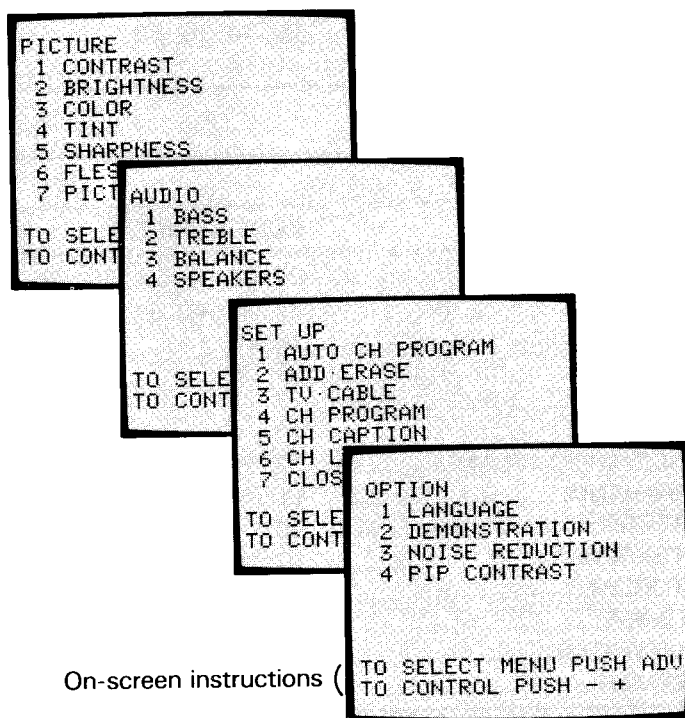 PICTURE
1 CONTRAST
2 BRIGHTNESS
3 COLOR
4 TINT
5 SHARPNESS
6 FLES
7 PICT
TO SELE
TO CONT
AUDIO
1 BASS
2 TREBLE
3 BALANCE
4 SPEAKERS
TO SELE
TO CONT
SET UP
1 AUTO CH PROGRAM
2 ADD·ERASE
3 TV·CABLE
4 CH PROGRAM
5 CH CAPTION
6 CH L
7 CLOS
TO SELE
TO CONT
OPTION
1 LANGUAGE
2 DEMONSTRATION
3 NOISE REDUCTION
4 PIP CONTRAST
TO SELECT MENU PUSH ADV
TO CONTROL PUSH - +
On-screen instructions (